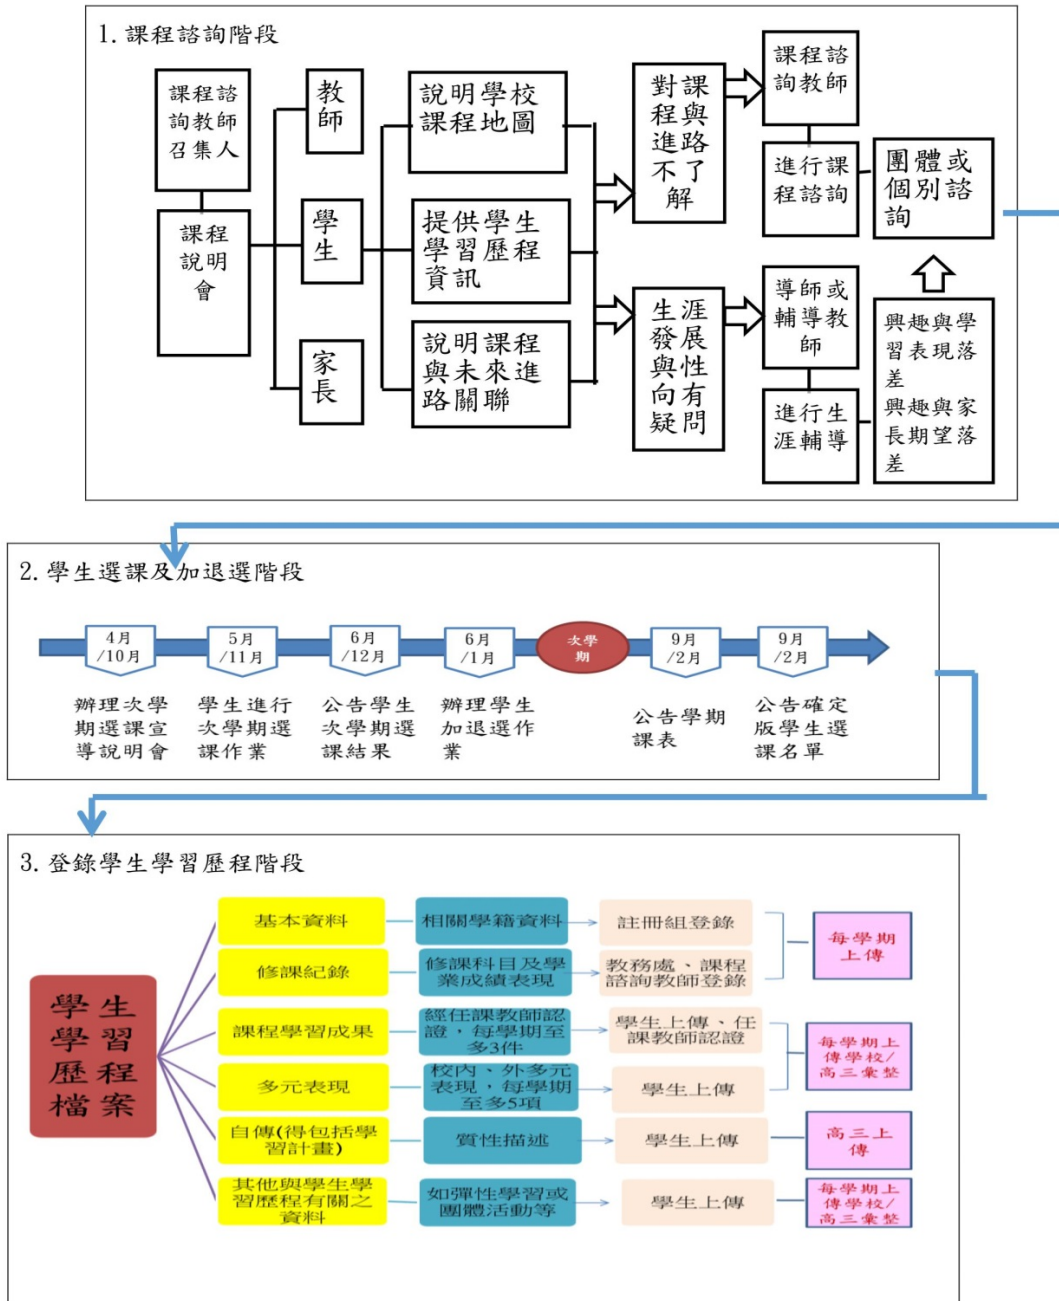 1. 課程諮詢階段
課程諮
詢教師
召集人
課程
說明
會
教
師
學
生
家
長
說明學校
課程地圖
提供學生
學習歷程
資訊
說明課程
與未來進
路關聯
對課
程與
進路
不了
解
生涯
發展
與性
向有
疑問
課程諮
詢教師
進行課
程諮詢
團體或
個別諮
詢
導師或
輔導教
師
進行生
涯輔導
興趣與學
習表現落
差
興趣與家
長期望落
差
2. 學生選課及加退選階段
4月
/10月
5月
/11月
6月
/12月
6月
/1月
次學
期
9月
/2月
9月
/2月
辦理次學
期選課宣
導說明會
學生進行
次學期選
課作業
公告學生
次學期選
課結果
辦理學生
加退選作
業
公告學期
課表
公告確定
版學生選
課名單
3. 登錄學生學習歷程階段
學生
學習
歷程
檔案
基本資料
相關學籍資料
註冊組登錄
修課紀錄
修課科目及學
業成績表現
教務處、課程
諮詢教師登錄
每學期
上傳
課程學習成果
經任課教師認
證，每學期至
多3件
學生上傳、任
課教師認證
多元表現
校內、外多元
表現，每學期
至多5項
學生上傳
每學期上
傳學校/
高三彙整
自傳(得包括學
習計畫)
質性描述
學生上傳
高三上
傳
其他與學生學
習歷程有關之
資料
如彈性學習或
團體活動等
學生上傳
每學期上
傳學校/
高三彙整